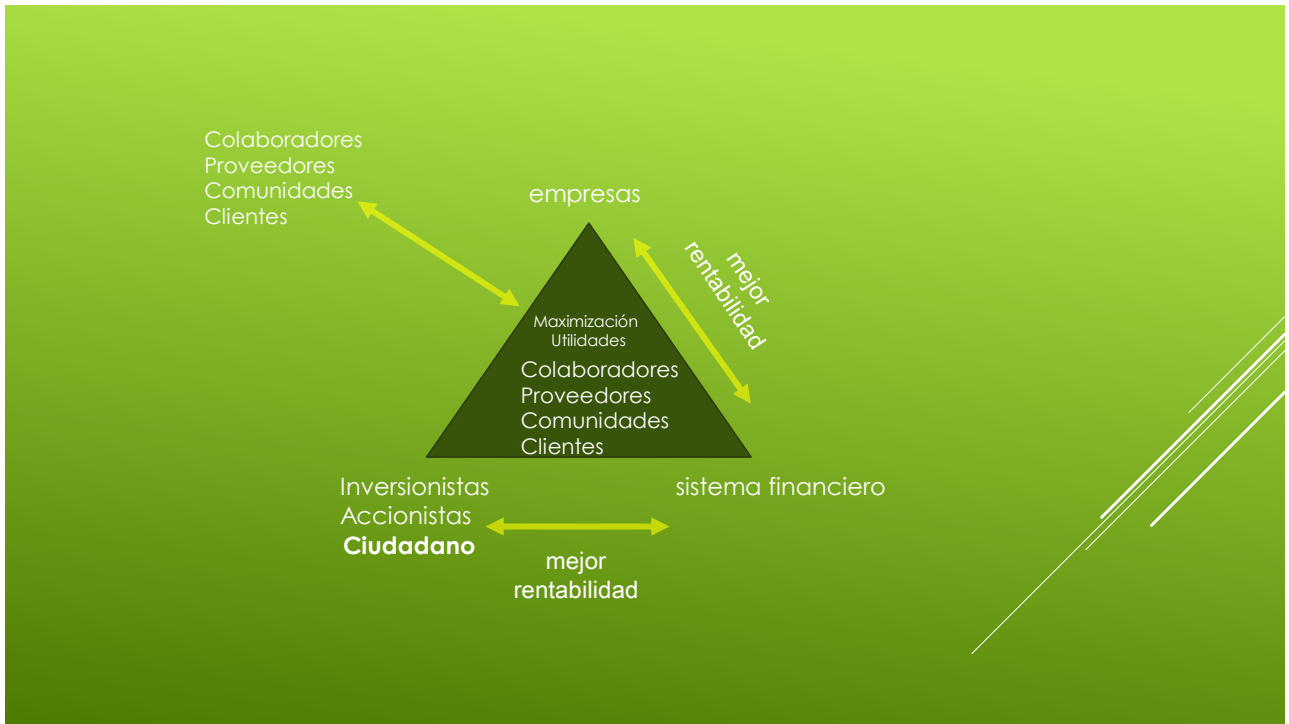 Colaboradores
Proveedores
Comunidades
Clientes
empresas
mejor
rentabilidad
Maximización
Utilidades
Colaboradores
Proveedores
Comunidades
Clientes
Inversionistas
Accionistas
Ciudadano
sistema financiero
mejor
rentabilidad